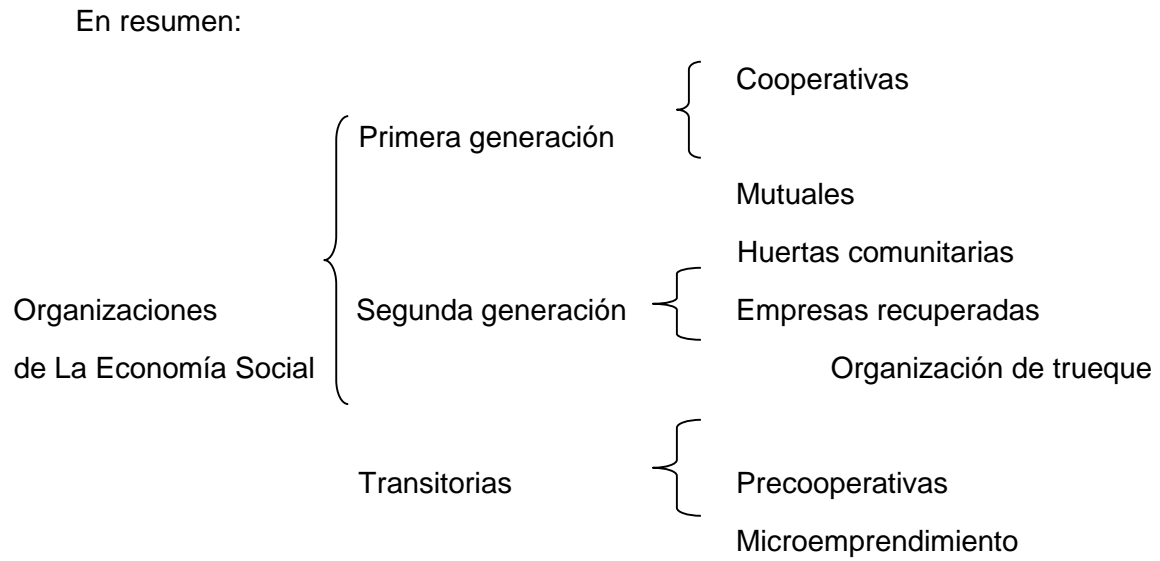 En resumen:
Cooperativas
Primera generación
Mutuales
Huertas comunitarias
Organizaciones Segunda generación Empresas recuperadas
de La Economía Social Organización de trueque
Transitorias Precooperativas
Microemprendimiento